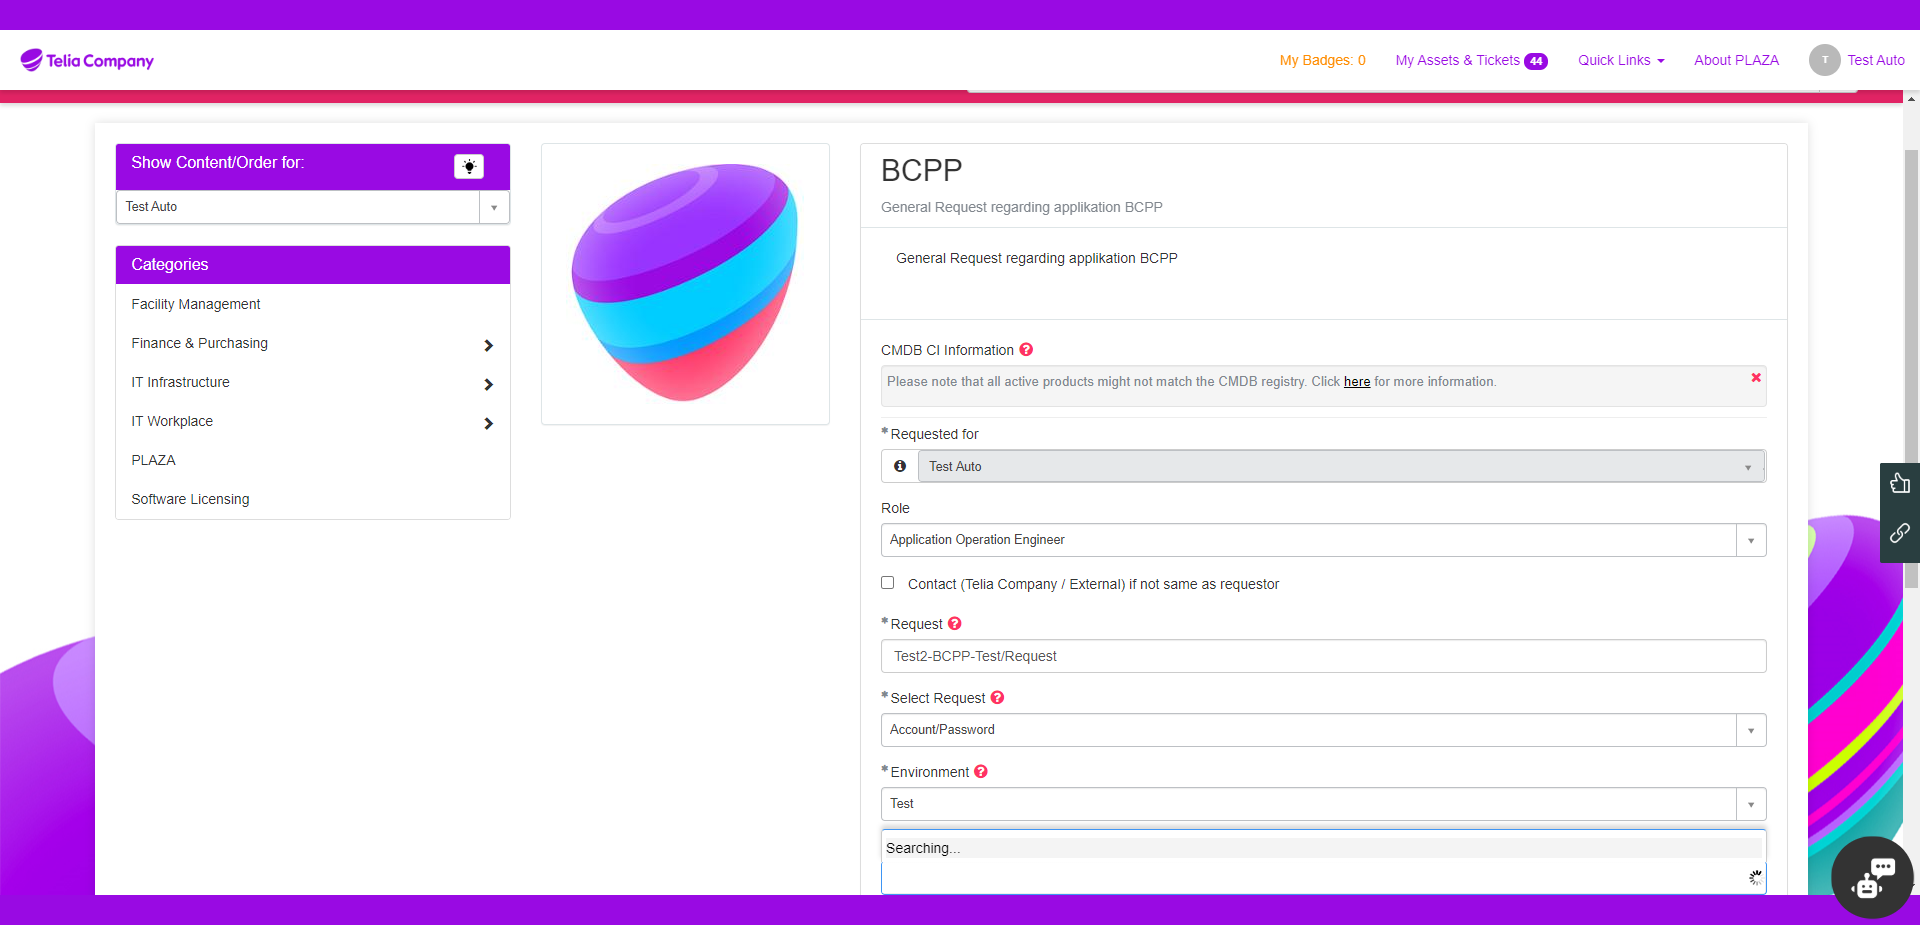 Telia Company
My Badges: 0
My Assets & Tickets 44
Quick Links
About PLAZA
T
Test Auto
Show Content/Order for:
Test Auto
Categories
Facility Management
Finance & Purchasing
IT Infrastructure
IT Workplace
PLAZA
Software Licensing
BCPP
General Request regarding applikation BCPP
General Request regarding applikation BCPP
CMDB CI Information
Please note that all active products might not match the CMDB registry. Click here for more information.
*Requested for
Test Auto
Role
Application Operation Engineer
Contact (Telia Company / External) if not same as requestor
*Request
Test2-BCPP-Test/Request
*Select Request
Account/Password
*Environment
Test
Searching...